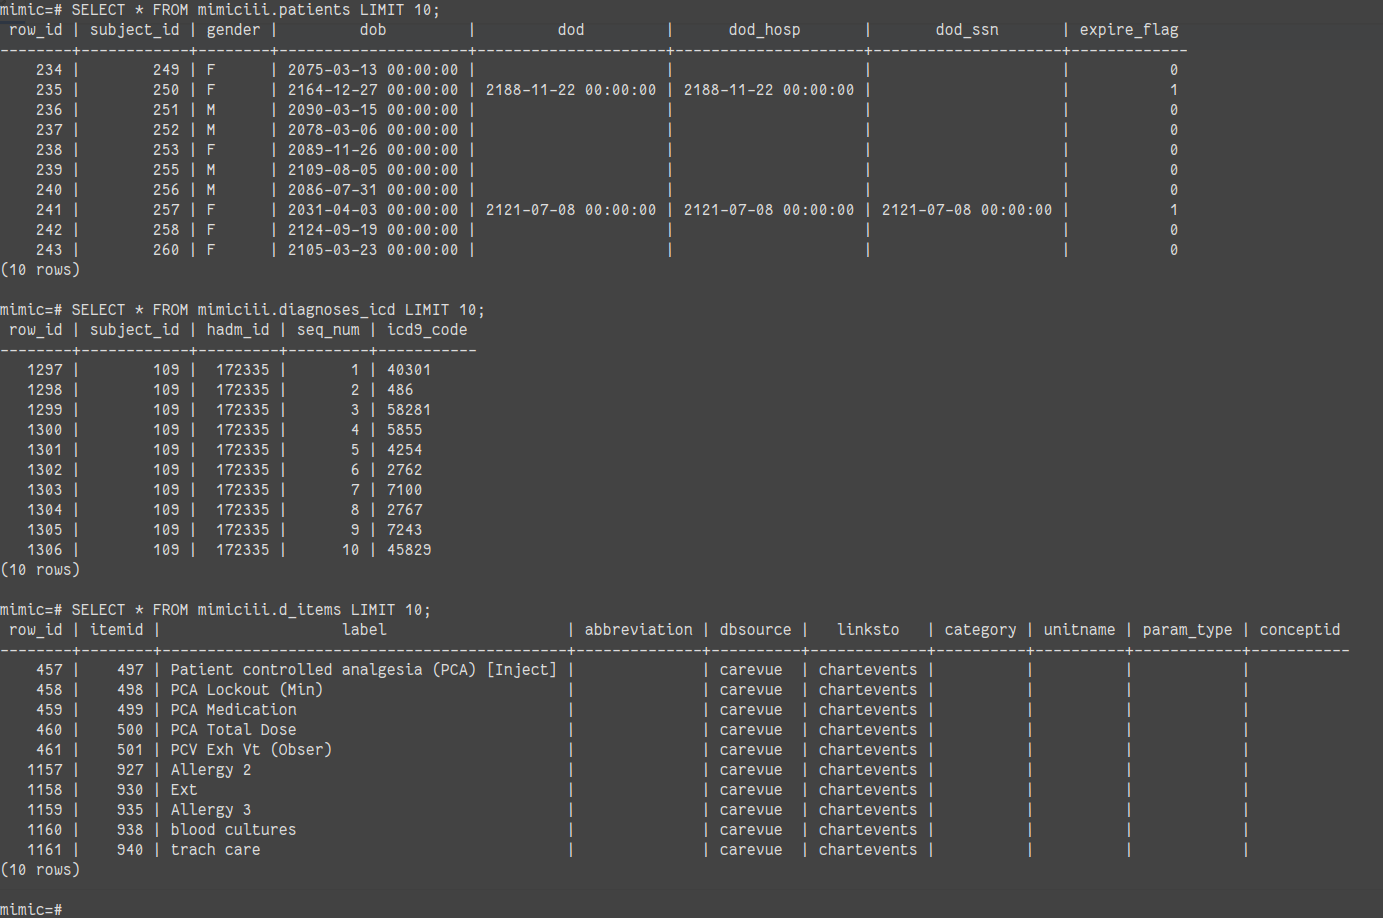 mimic=# SELECT * FROM mimiciii.patients LIMIT 10;
 row_id | subject_id | gender |         dob         |         dod         |      dod_hosp       |       dod_ssn       | expire_flag
--------+------------+--------+---------------------+---------------------+---------------------+---------------------+-------------
    234 |        249 | F      | 2075-03-13 00:00:00 |                     |                     |                     |           0
    235 |        250 | F      | 2164-12-27 00:00:00 | 2188-11-22 00:00:00 | 2188-11-22 00:00:00 |                     |           1
    236 |        251 | M      | 2090-03-15 00:00:00 |                     |                     |                     |           0
    237 |        252 | M      | 2078-03-06 00:00:00 |                     |                     |                     |           0
    238 |        253 | F      | 2089-11-26 00:00:00 |                     |                     |                     |           0
    239 |        255 | M      | 2109-08-05 00:00:00 |                     |                     |                     |           0
    240 |        256 | M      | 2086-07-31 00:00:00 |                     |                     |                     |           0
    241 |        257 | F      | 2031-04-03 00:00:00 | 2121-07-08 00:00:00 | 2121-07-08 00:00:00 | 2121-07-08 00:00:00 |           1
    242 |        258 | F      | 2124-09-19 00:00:00 |                     |                     |                     |           0
    243 |        260 | F      | 2105-03-23 00:00:00 |                     |                     |                     |           0
(10 rows)

mimic=# SELECT * FROM mimiciii.diagnoses_icd LIMIT 10;
 row_id | subject_id | hadm_id | seq_num | icd9_code
--------+------------+---------+---------+-----------
   1297 |        109 |  172335 |       1 | 40301
   1298 |        109 |  172335 |       2 | 486
   1299 |        109 |  172335 |       3 | 58281
   1300 |        109 |  172335 |       4 | 5855
   1301 |        109 |  172335 |       5 | 4254
   1302 |        109 |  172335 |       6 | 2762
   1303 |        109 |  172335 |       7 | 7100
   1304 |        109 |  172335 |       8 | 2767
   1305 |        109 |  172335 |       9 | 7243
   1306 |        109 |  172335 |      10 | 45829
(10 rows)

mimic=# SELECT * FROM mimiciii.d_items LIMIT 10;
 row_id | itemid |                    label                     | abbreviation | dbsource |  linksto   | category | unitname | param_type | conceptid
--------+--------+----------------------------------------------+--------------+----------+-------------+----------+----------+------------+-----------
    457 |    497 | Patient controlled analgesia (PCA) [Inject] |              | carevue  | chartevents |          |          |            |
    458 |    498 | PCA Lockout (Min)                           |              | carevue  | chartevents |          |          |            |
    459 |    499 | PCA Medication                              |              | carevue  | chartevents |          |          |            |
    460 |    500 | PCA Total Dose                              |              | carevue  | chartevents |          |          |            |
    461 |    501 | PCV Exh Vt (Obser)                          |              | carevue  | chartevents |          |          |            |
   1157 |    927 | Allergy 2                                   |              | carevue  | chartevents |          |          |            |
   1158 |    930 | Ext                                         |              | carevue  | chartevents |          |          |            |
   1159 |    935 | Allergy 3                                   |              | carevue  | chartevents |          |          |            |
   1160 |    938 | blood cultures                              |              | carevue  | chartevents |          |          |            |
   1161 |    940 | trach care                                  |              | carevue  | chartevents |          |          |            |
(10 rows)

mimic=#